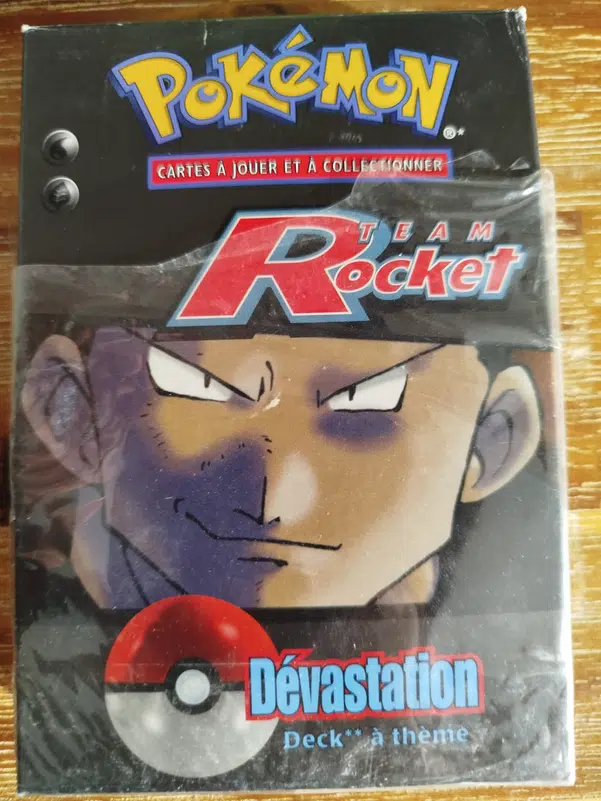 POKéMON ®*
CARTES À JOUER ET À COLLECTIONNER
TEAM
Rocket
Dévastation
Deck** à thème